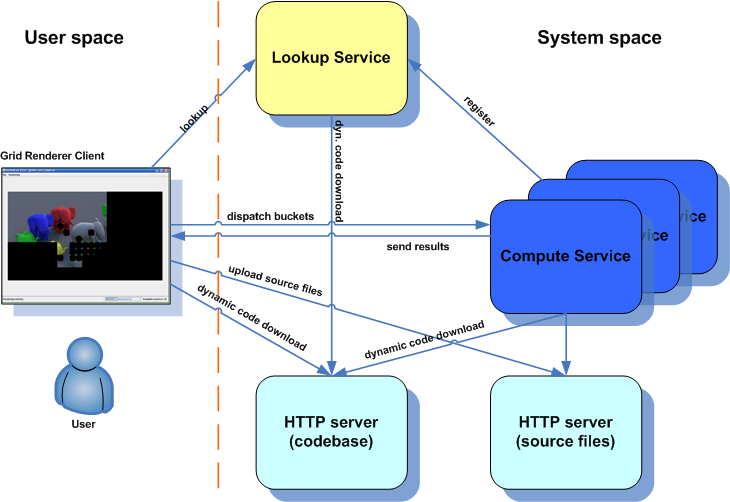 User space
System space
Lookup Service
lookup
dyn. code download
register
Grid Renderer Client
dispatch buckets
send results
Compute Service
vice
ce
upload source files
dynamic code download
dynamic code download
HTTP server
(codebase)
HTTP server
(source files)
User